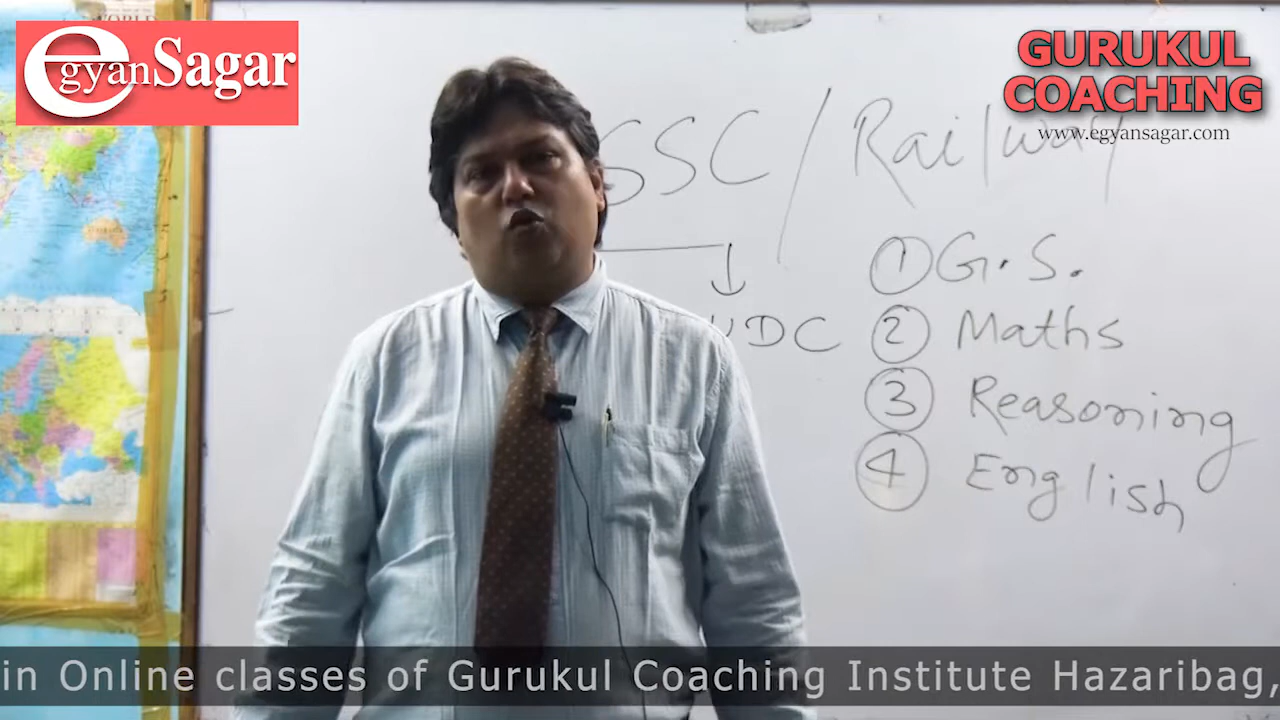 WORLD
egyanSagar
GURUKUL
COACHING
www.egyansagar.com
SSC / Railway
UDC
① G.S.
② Maths
③ Reasoning
④ English
in Online classes of Gurukul Coaching Institute Hazaribag,